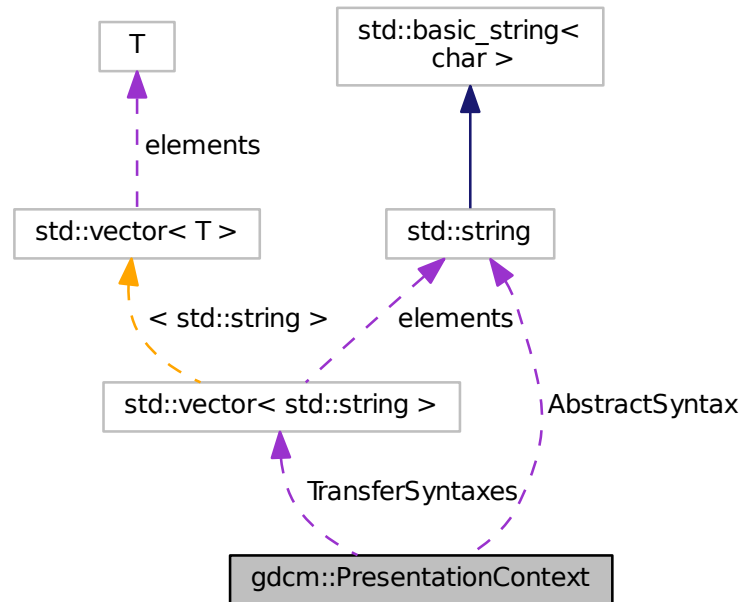 T
std::basic_string<
char >
elements
std::vector< T >
std::string
< std::string >
elements
std::vector< std::string >
AbstractSyntax
TransferSyntaxes
gdcm::PresentationContext